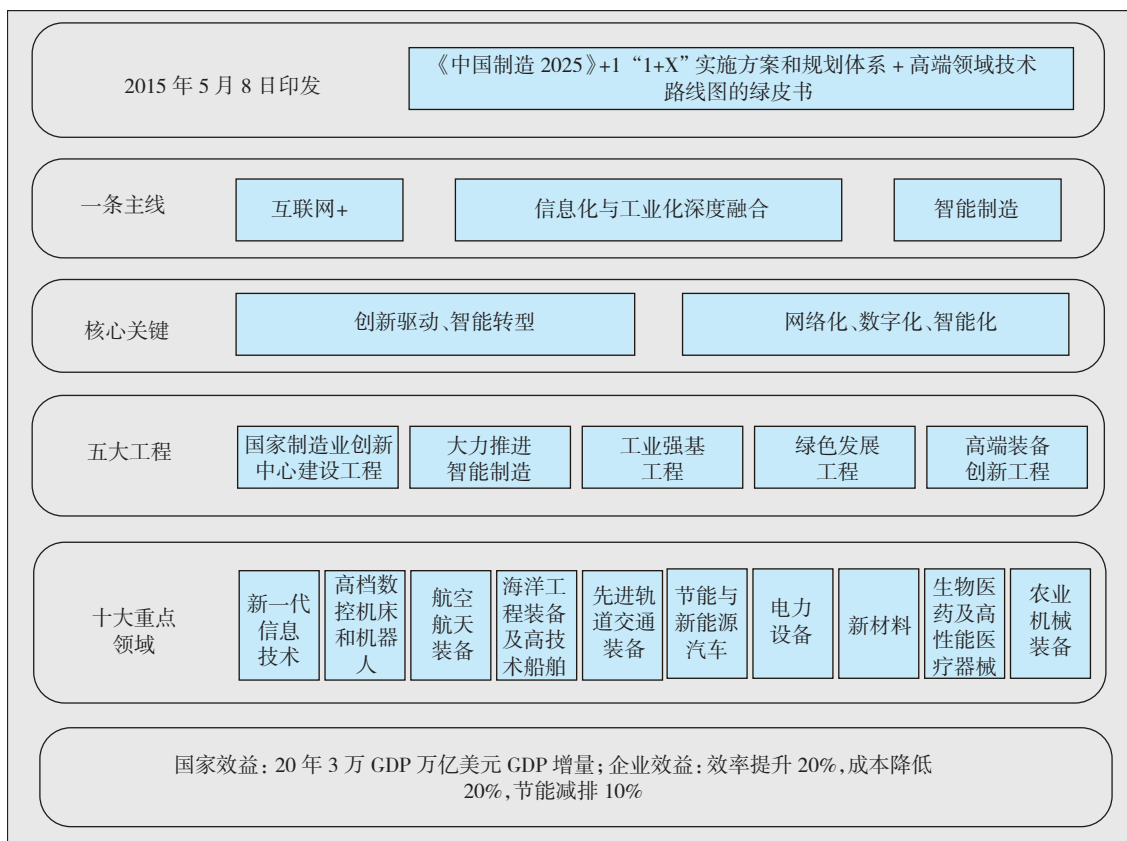 2015 年 5 月 8 日印发
《中国制造 2025》+1 “1+X” 实施方案和规划体系 + 高端领域技术
路线图的绿皮书
一条主线
互联网+
信息化与工业化深度融合
智能制造
核心关键
创新驱动、智能转型
网络化、数字化、智能化
五大工程
国家制造业创新
中心建设工程
大力推进
智能制造
工业强基
工程
绿色发展
工程
高端装备
创新工程
十大重点
领域
新一代
信息
技术
高档数
控机床
和机器
人
航空
航天
装备
海洋工
程装备
及高技
术船舶
先进轨
道交通
装备
节能与
新能源
汽车
电力
设备
新材料
生物医
药及高
性能医
疗器械
农业
机械
装备
国家效益：20 年 3 万 GDP 万亿美元 GDP 增量；企业效益：效率提升 20%，成本降低
20%，节能减排 10%